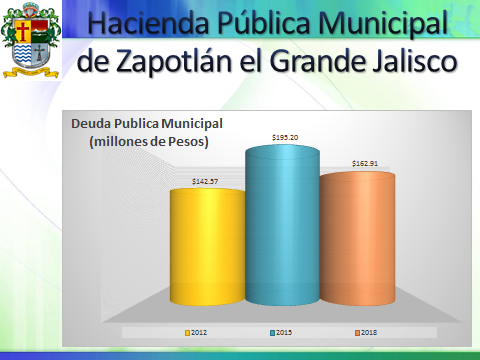 Hacienda Pública Municipal
de Zapotlán el Grande Jalisco
Deuda Publica Municipal
(millones de Pesos)
$142.57
$195.20
$162.91
2012
2015
2018